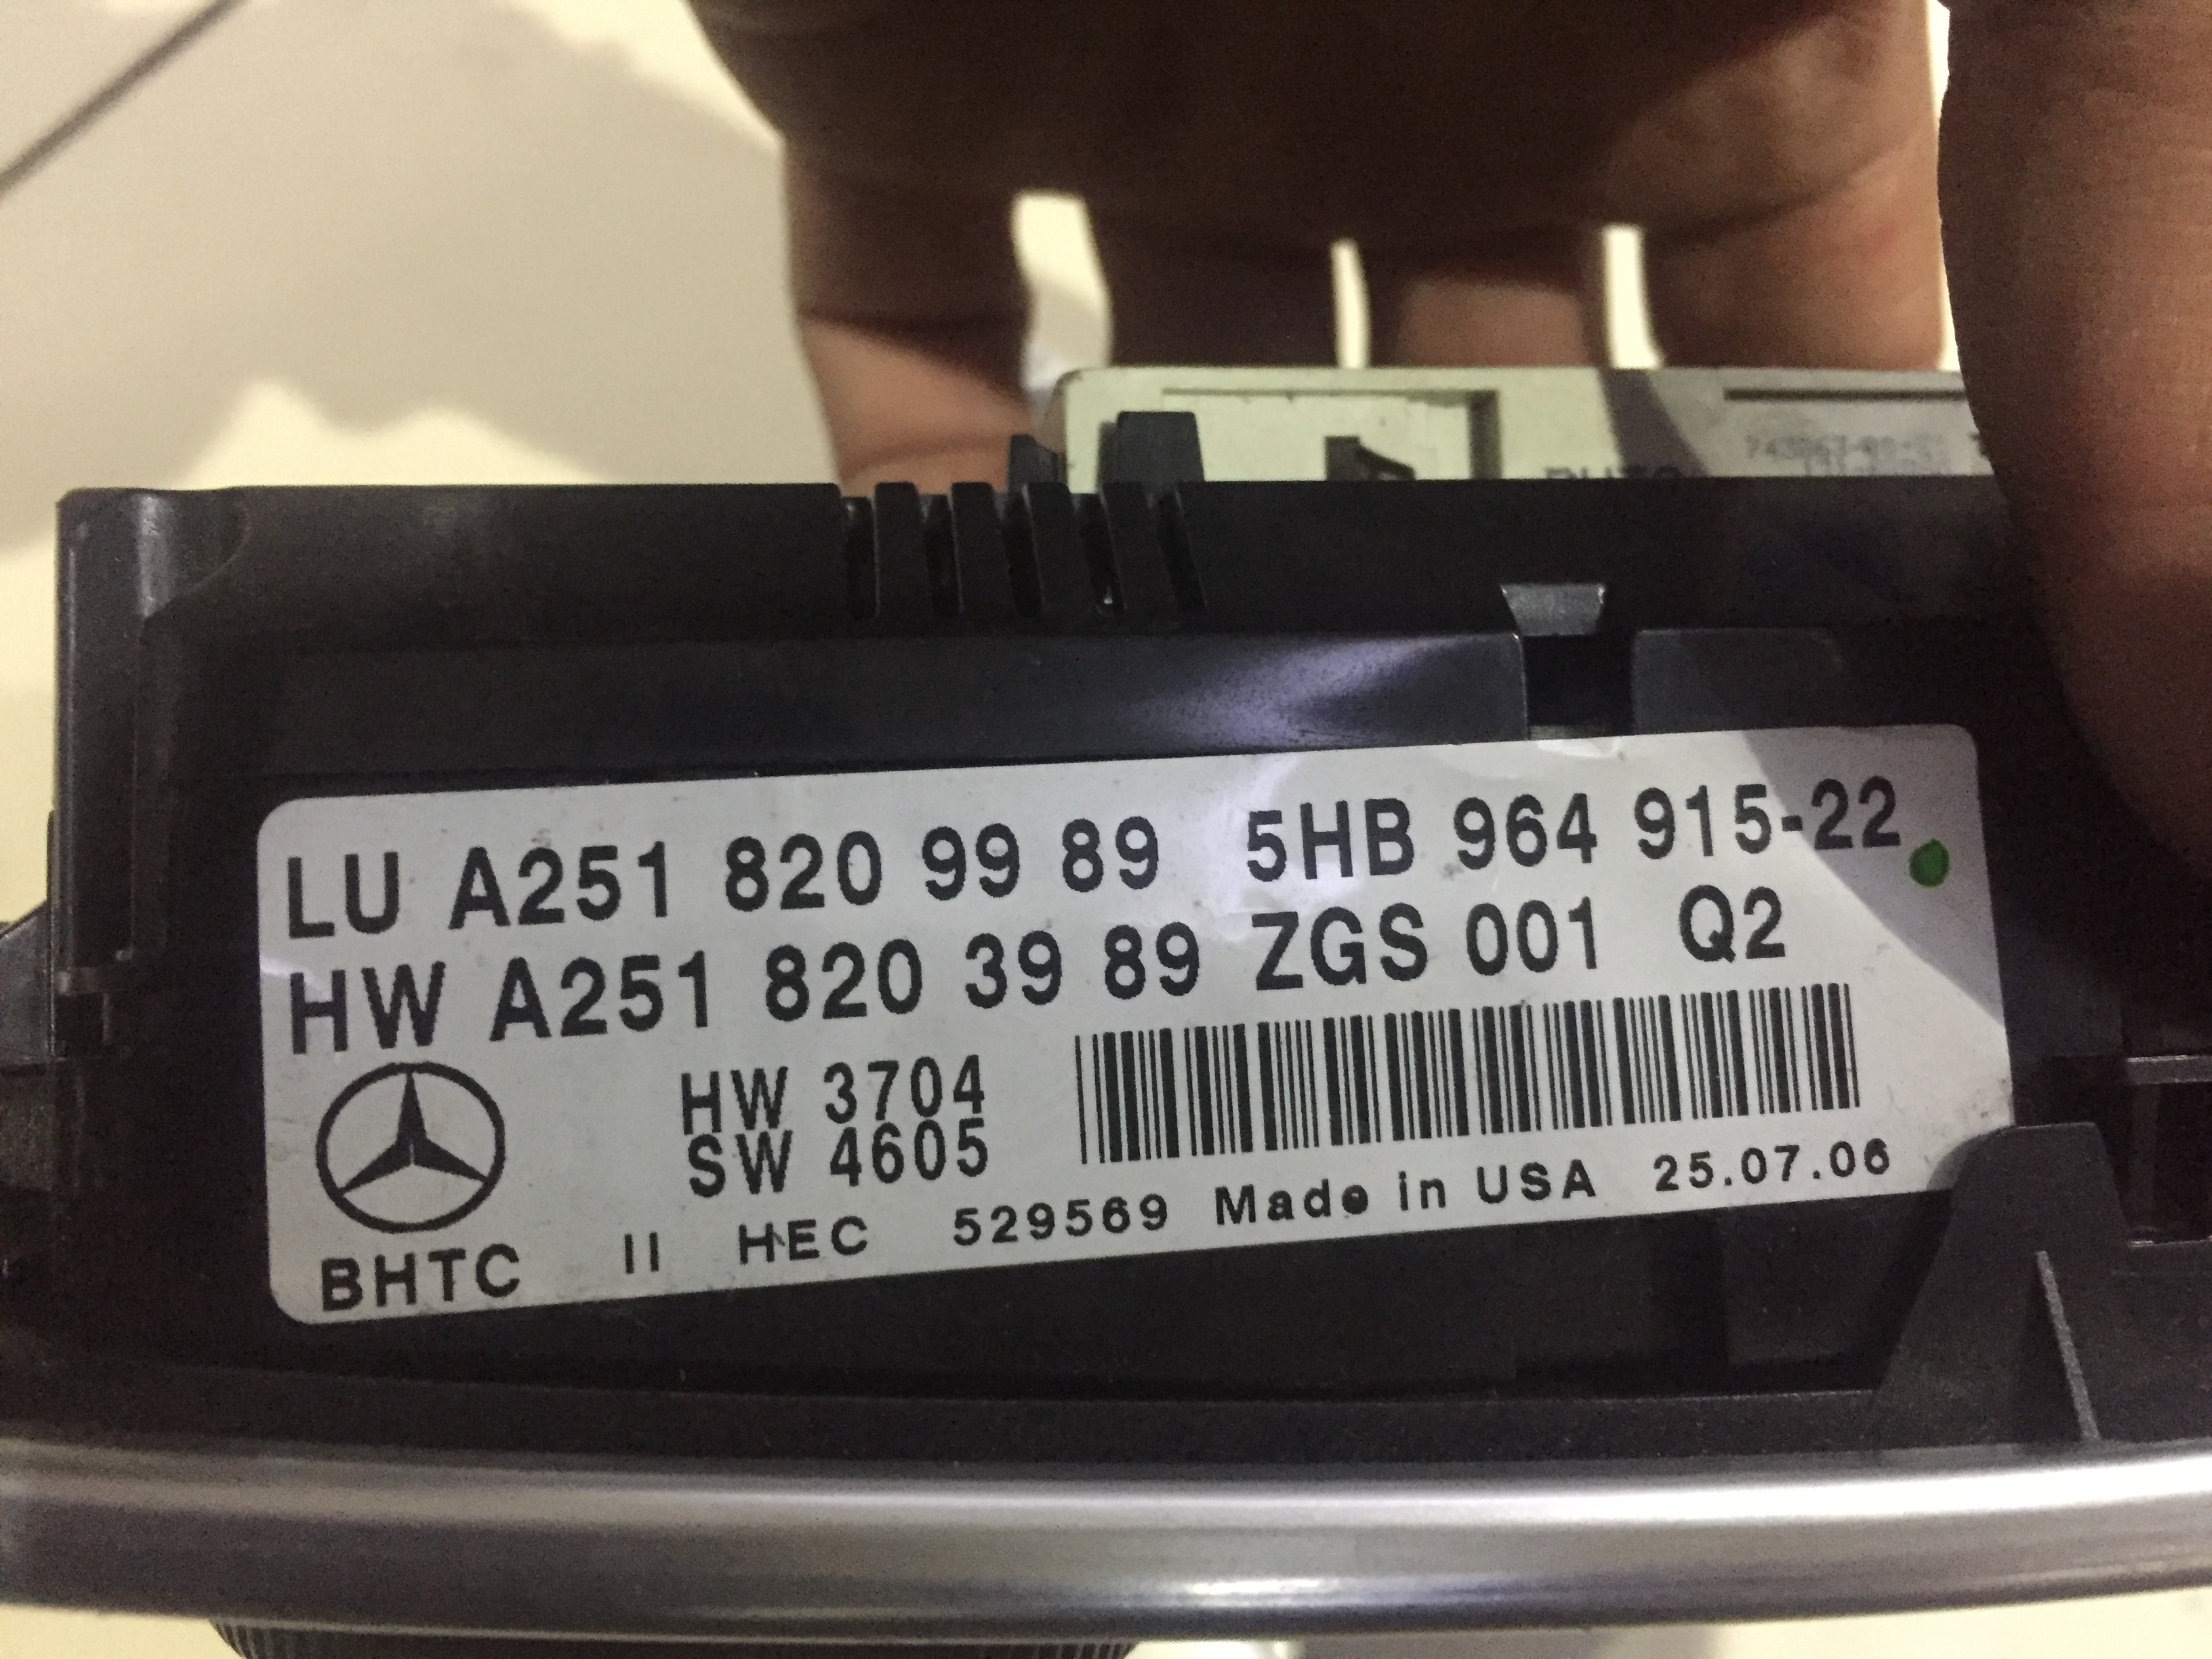 LU A251 820 99 89 5HB 964 915-22
HW A251 820 39 89 ZGS 001 Q2
HW 3704
SW 4605
BHTC II HEC 529569 Made in USA 25.07.06